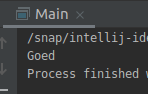 Main ×
/snap/intellij-ide
Goed
Process finished